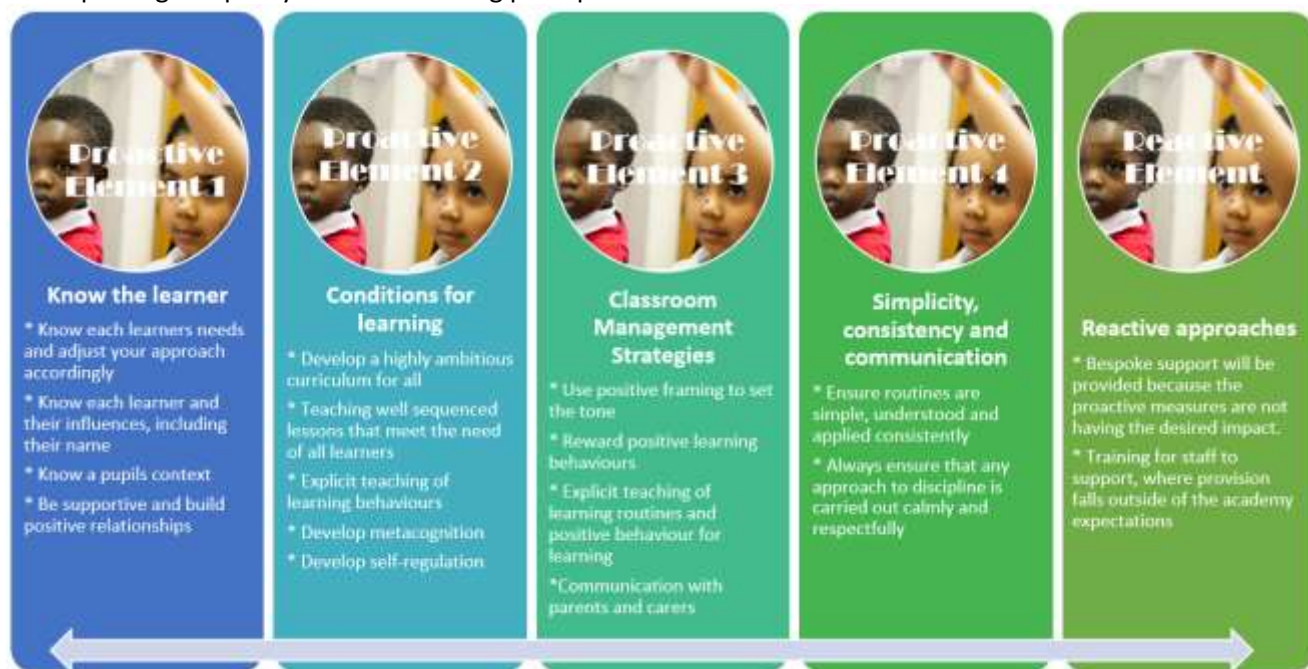 Proactive
Element 1
Know the learner
* Know each learners needs
and adjust your approach
accordingly
* Know each learner and
their influences, including
their name
* Know a pupils context
* Be supportive and build
positive relationships
Proactive
Element 2
Conditions for
learning
* Develop a highly ambitious
curriculum for all
* Teaching well sequenced
lessons that meet the need
of all learners
* Explicit teaching of
learning behaviours
* Develop metacognition
* Develop self-regulation
Proactive
Element 3
Classroom
Management
Strategies
* Use positive framing to set
the tone
* Reward positive learning
behaviours
* Explicit teaching of
learning routines and
positive behaviour for
learning
*Communication with
parents and carers
Proactive
Element 4
Simplicity,
consistency and
communication
* Ensure routines are
simple, understood and
applied consistently
* Always ensure that any
approach to discipline is
carried out calmly and
respectfully
Reactive
Element
Reactive approaches
* Bespoke support will be
provided because the
proactive measures are not
having the desired impact.
* Training for staff to
support, where provision
falls outside of the academy
expectations